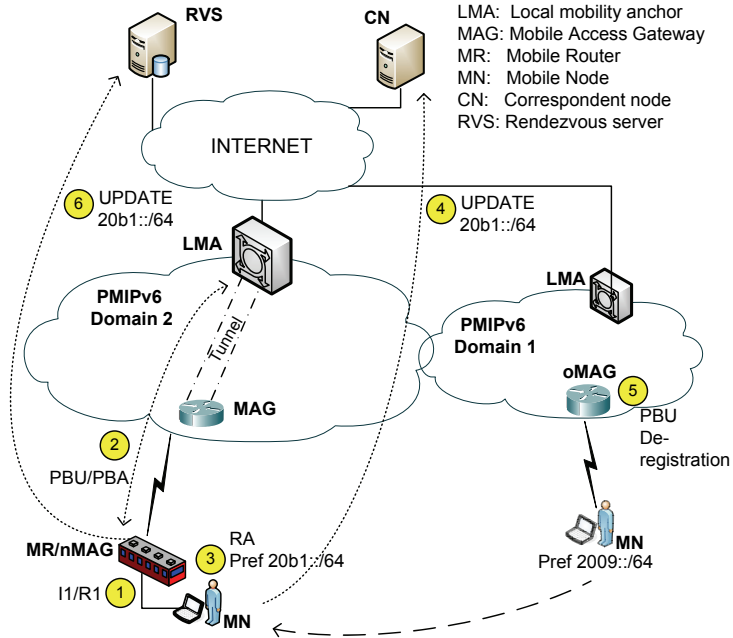 RVS
CN
LMA: Local mobility anchor
MAG: Mobile Access Gateway
MR: Mobile Router
MN: Mobile Node
CN: Correspondent node
RVS: Rendezvous server
INTERNET
6 UPDATE
20b1::/64
4 UPDATE
20b1::/64
LMA
LMA
PMIPv6
Domain 2
PMIPv6
Domain 1
Tunnel
oMAG
MAG
5
PBU
De-
registration
2
PBU/PBA
MR/nMAG
3 RA
Pref 20b1::/64
MN
Pref 2009::/64
I1/R1 1
MN